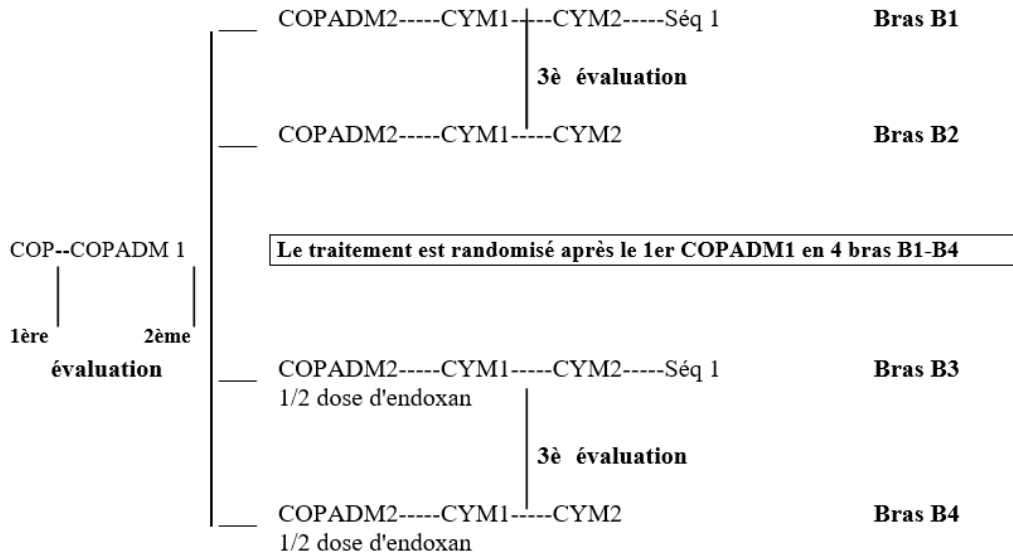 COPADM2-----CYM1-----CYM2-----Séq 1 Bras B1
3è évaluation
COPADM2-----CYM1-----CYM2 Bras B2
COP--COPADM 1
Le traitement est randomisé après le 1er COPADM1 en 4 bras B1-B4
1ère 2ème
évaluation
COPADM2-----CYM1-----CYM2-----Séq 1 Bras B3
1/2 dose d'endoxan
3è évaluation
COPADM2-----CYM1-----CYM2 Bras B4
1/2 dose d'endoxan